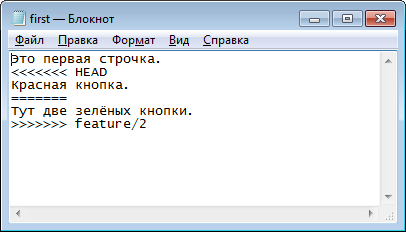 first — Блокнот
Файл Правка Формат Вид Справка
Это первая строчка.
<<<<<<< HEAD
Красная кнопка.
=======
Тут две зелёных кнопки.
>>>>>>> feature/2